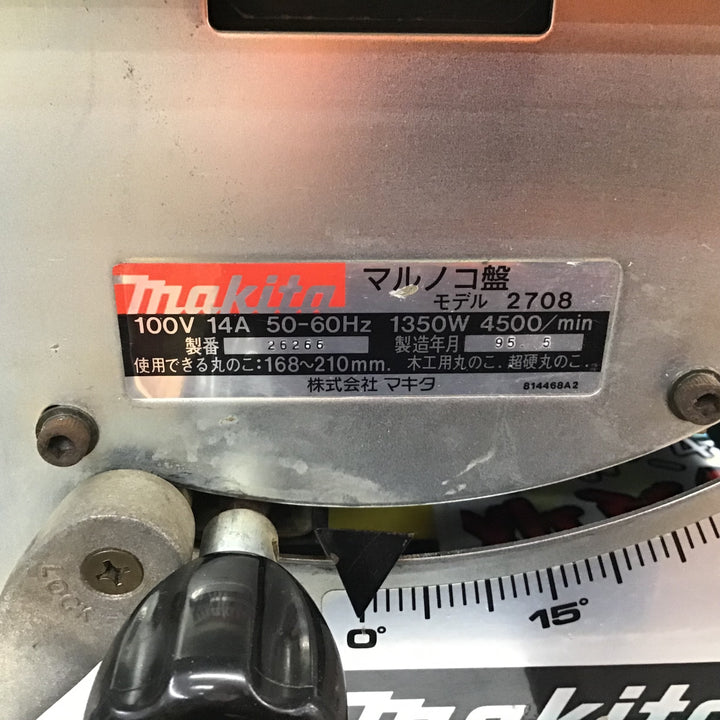 makita
マルノコ盤
モデル 2708
100V 14A 50-60Hz 1350W 4500/min
製番 26266 製造年月 95 5
使用できる丸のこ:168~210mm. 木工用丸のこ. 超硬丸のこ.
株式会社 マキタ 814468A2
LOCK
0° 15°
makita